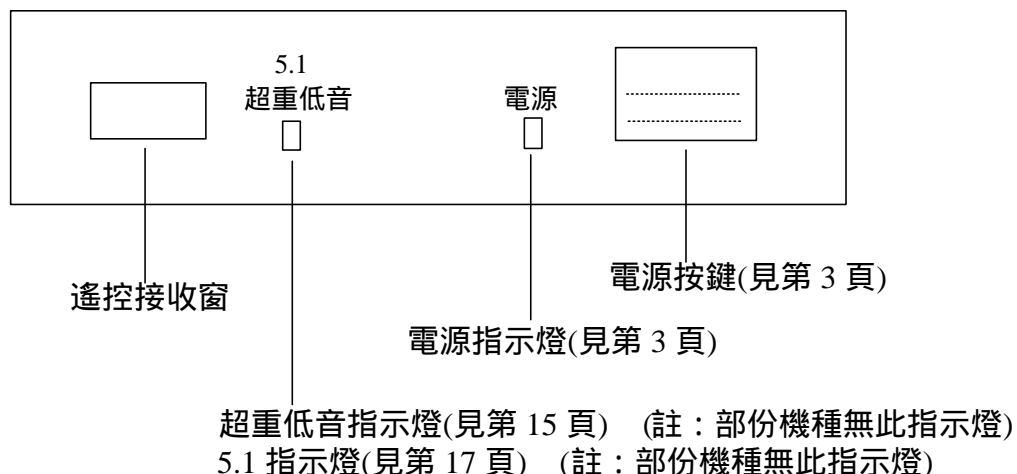 5.1
超重低音
電源
電源按鍵(見第 3 頁)
遙控接收窗
電源指示燈(見第 3 頁)
超重低音指示燈(見第 15 頁) (註：部份機種無此指示燈)
5.1 指示燈(見第 17 頁) (註：部份機種無此指示燈)